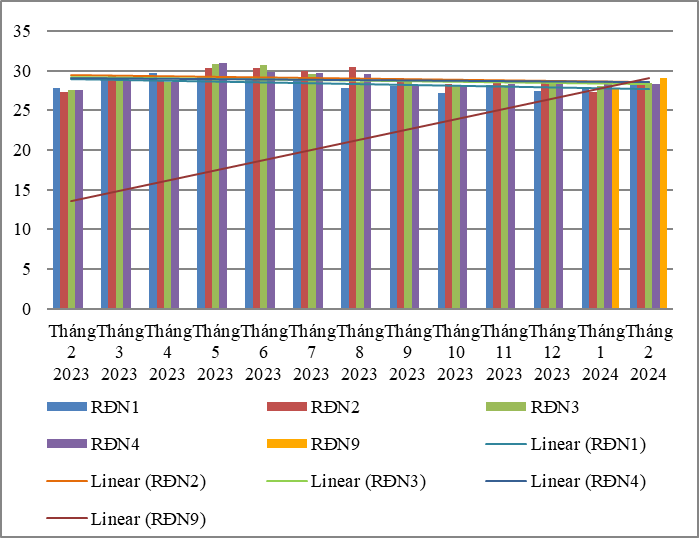 35
30
25
20
15
10
5
0
Tháng Tháng Tháng Tháng Tháng Tháng Tháng Tháng Tháng Tháng Tháng Tháng Tháng
2 3 4 5 6 7 8 9 10 11 12 1 2
2023 2023 2023 2023 2023 2023 2023 2023 2023 2023 2023 2024 2024
RĐN1 RĐN2 RĐN3
RĐN4 RĐN9 Linear (RĐN1)
Linear (RĐN2) Linear (RĐN3) Linear (RĐN4)
Linear (RĐN9)